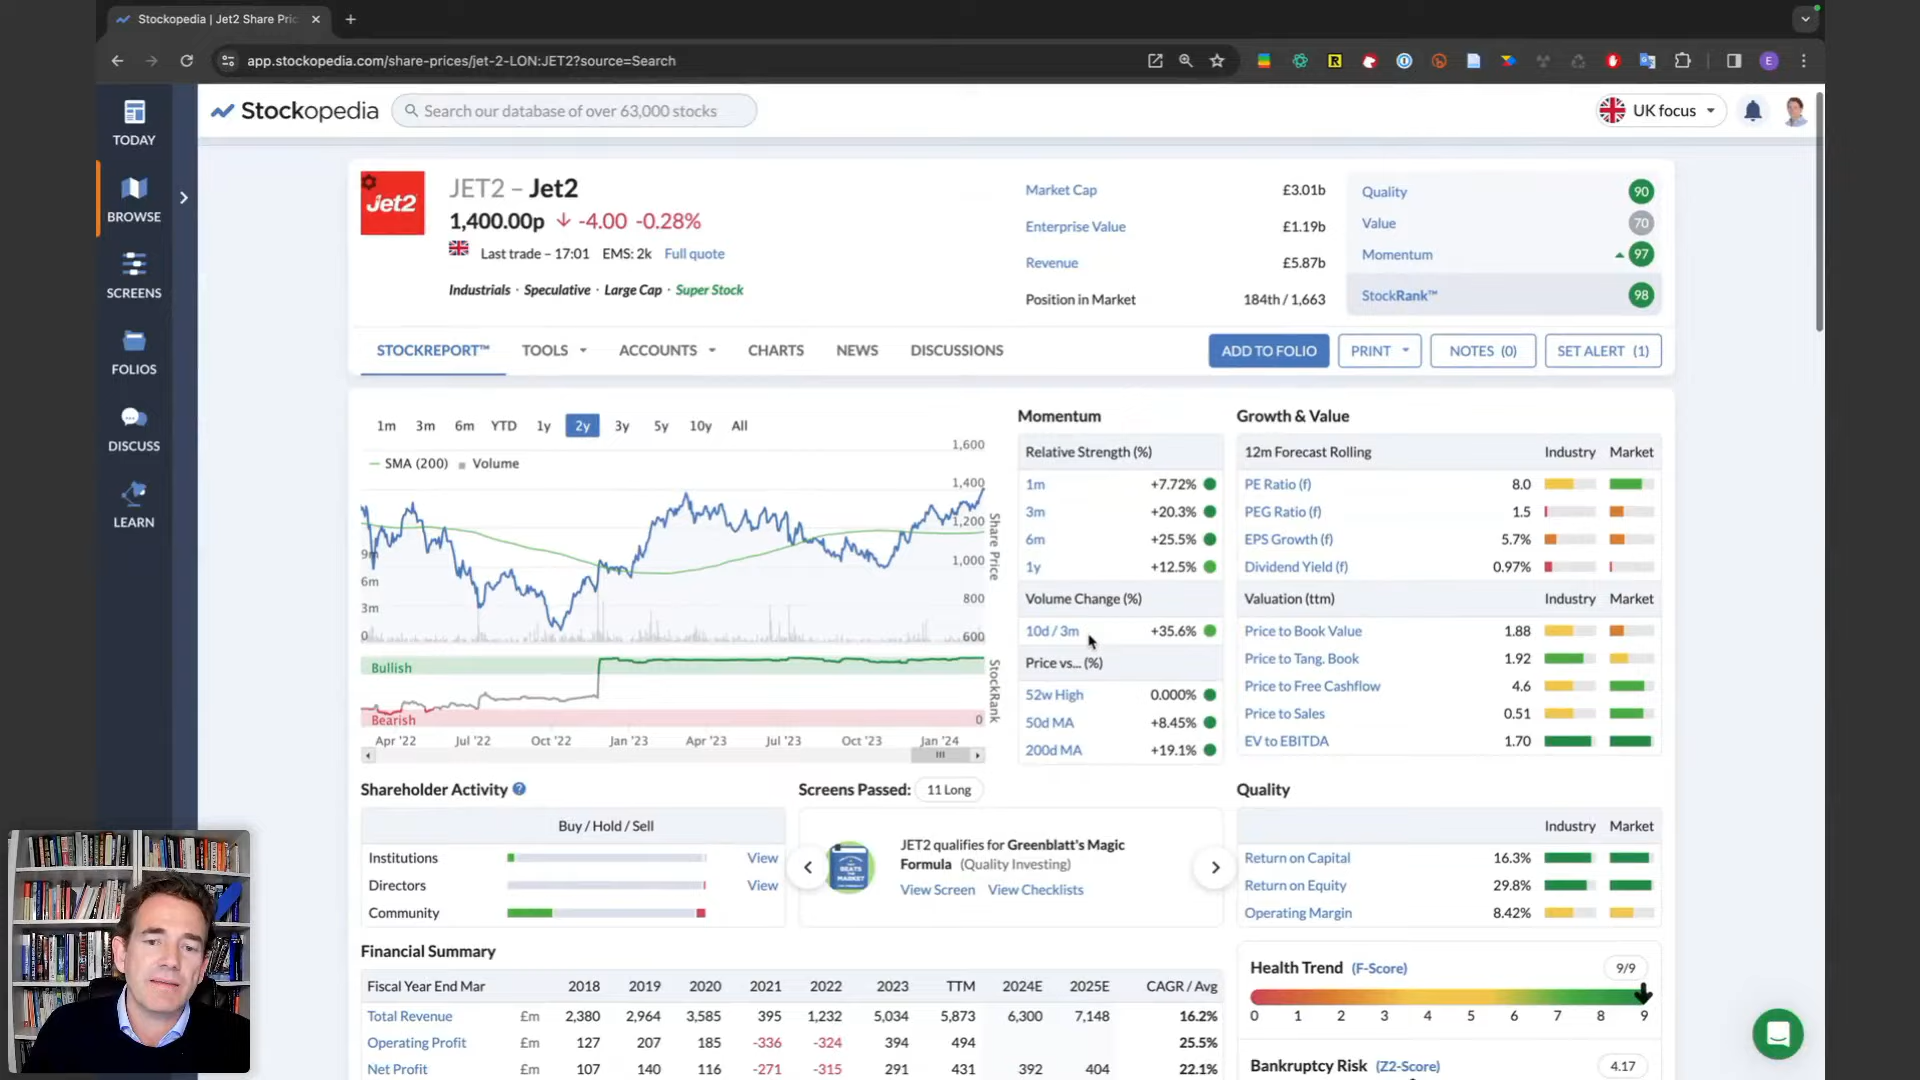 Stockopedia | Jet2 Share Pric
app.stockopedia.com/share-prices/jet-2-LON:JET2?source=Search
E
TODAY
BROWSE
SCREENS
FOLIOS
DISCUSS
LEARN
Stockopedia
Search our database of over 63,000 stocks
UK focus
Jet2
JET2 – Jet2
1,400.00p ↓ -4.00 -0.28%
Last trade – 17:01 EMS: 2k Full quote
Industrials · Speculative · Large Cap · Super Stock
Market Cap £3.01b
Enterprise Value £1.19b
Revenue £5.87b
Position in Market 184th / 1,663
Quality 90
Value 70
Momentum 97
StockRank™ 98
STOCKREPORT™ TOOLS ACCOUNTS CHARTS NEWS DISCUSSIONS
ADD TO FOLIO PRINT NOTES (0) SET ALERT (1)
1m 3m 6m YTD 1y 2y 3y 5y 10y All
SMA (200) Volume
1,600
1,400
1,200
1,000
800
600
Share Price
9m
6m
3m
0
Bullish
Bearish
0
StockRank
Apr '22 Jul '22 Oct '22 Jan '23 Apr '23 Jul '23 Oct '23 Jan '24
Momentum
Relative Strength (%)
1m +7.72%
3m +20.3%
6m +25.5%
1y +12.5%
Volume Change (%)
10d / 3m +35.6%
Price vs... (%)
52w High 0.000%
50d MA +8.45%
200d MA +19.1%
Growth & Value
12m Forecast Rolling Industry Market
PE Ratio (f) 8.0
PEG Ratio (f) 1.5
EPS Growth (f) 5.7%
Dividend Yield (f) 0.97%
Valuation (ttm) Industry Market
Price to Book Value 1.88
Price to Tang. Book 1.92
Price to Free Cashflow 4.6
Price to Sales 0.51
EV to EBITDA 1.70
Shareholder Activity ?
Buy / Hold / Sell
Institutions View
Directors View
Community
Screens Passed: 11 Long
JET2 qualifies for Greenblatt's Magic
Formula (Quality Investing)
View Screen View Checklists
Quality
Industry Market
Return on Capital 16.3%
Return on Equity 29.8%
Operating Margin 8.42%
Financial Summary
Fiscal Year End Mar 2018 2019 2020 2021 2022 2023 TTM 2024E 2025E CAGR / Avg
Total Revenue £m 2,380 2,964 3,585 395 1,232 5,034 5,873 6,300 7,148 16.2%
Operating Profit £m 127 207 185 -336 -324 394 494 25.5%
Net Profit £m 107 140 116 -271 -315 291 431 392 404 22.1%
Health Trend (F-Score) 9/9
0 1 2 3 4 5 6 7 8 9
Bankruptcy Risk (Z2-Score) 4.17